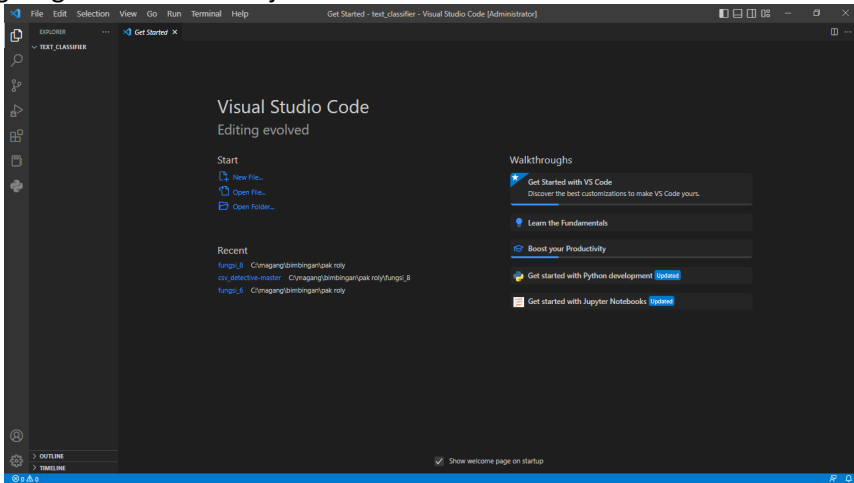 File Edit Selection View Go Run Terminal Help
Get Started - text_classifier - Visual Studio Code [Administrator]
EXPLORER
Get Started
TEXT_CLASSIFIER
Visual Studio Code
Editing evolved
Start
New File...
Open File...
Open Folder...
Recent
fungsi_8 C:\magang\bimbingan\pak roly
csv_detective-master C:\magang\bimbingan\pak roly\fungsi_8
fungsi_6 C:\magang\bimbingan\pak roly
Walkthroughs
Get Started with VS Code
Discover the best customizations to make VS Code yours.
Learn the Fundamentals
Boost your Productivity
Get started with Python development Updated
Get started with Jupyter Notebooks Updated
Show welcome page on startup
OUTLINE
TIMELINE
0 0